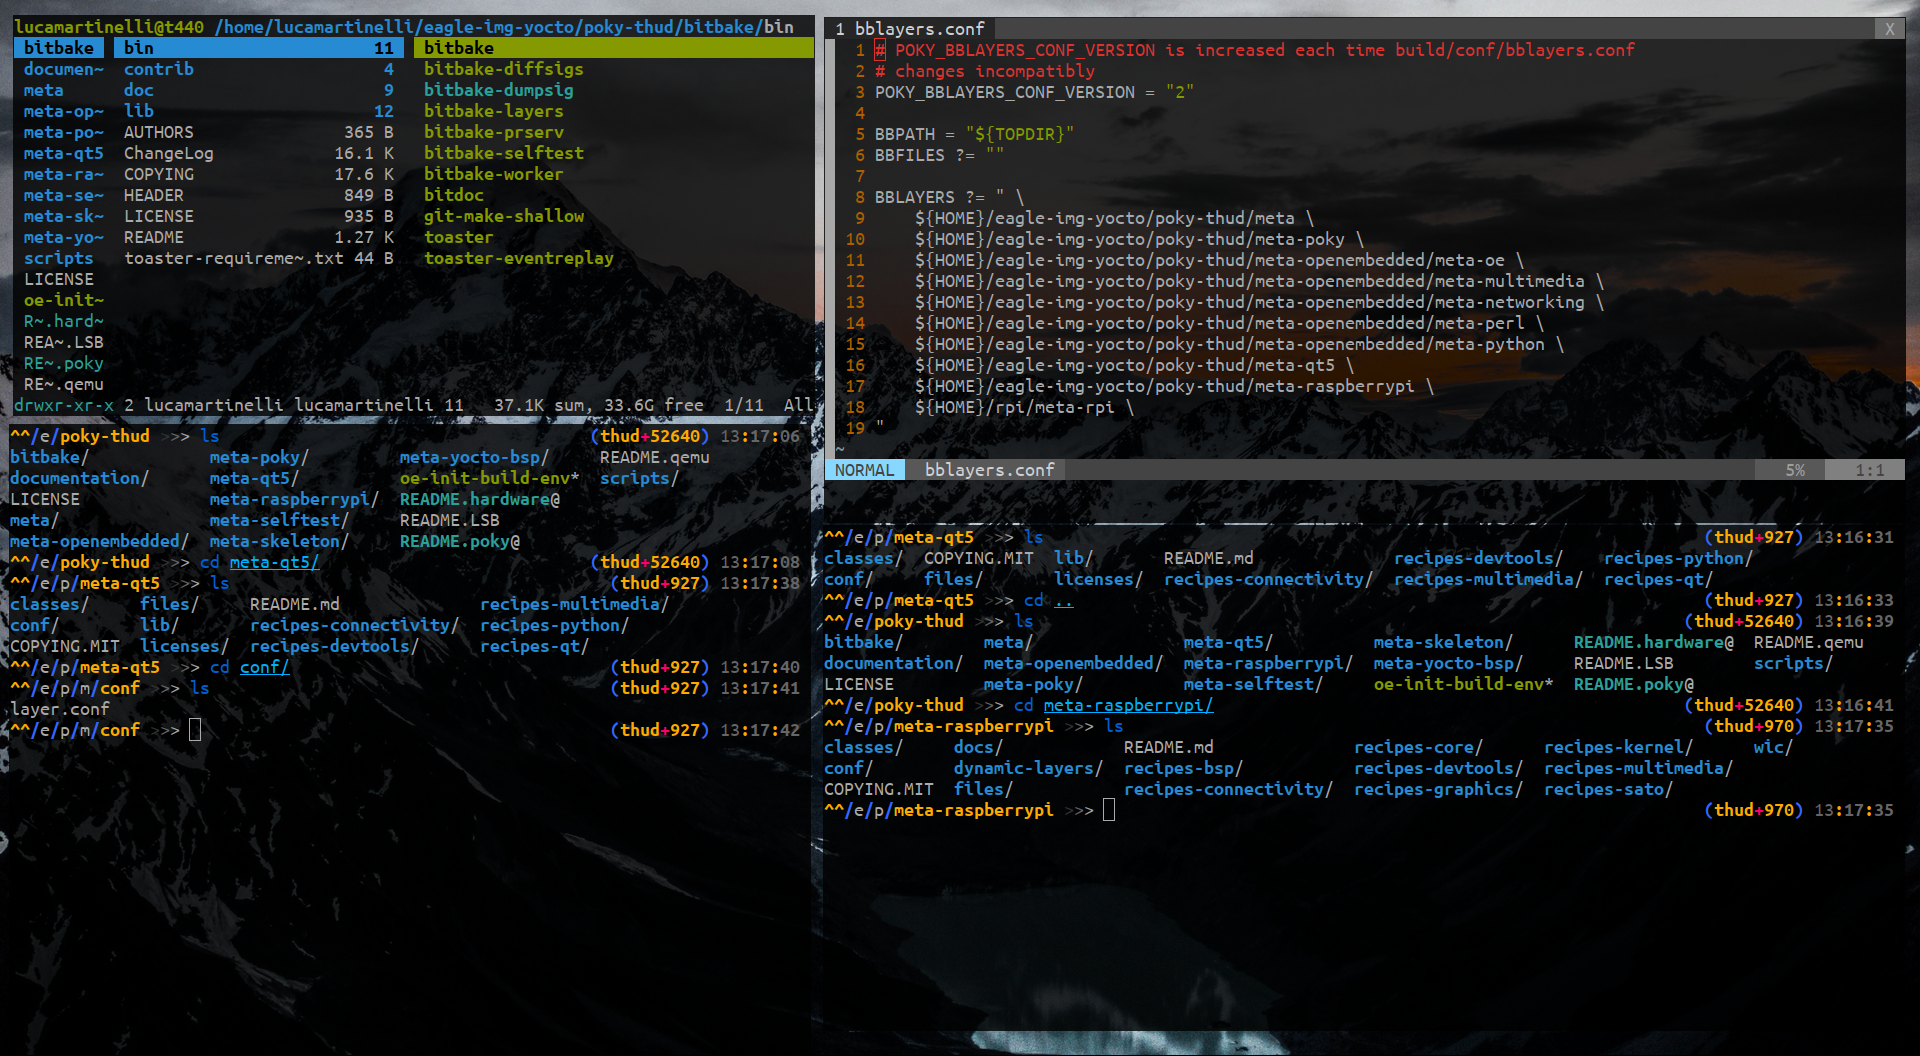 lucamartinelli@t440 /home/lucamartinelli/eagle-img-yocto/poky-thud/bitbake/bin
bitbake bin 11 bitbake
documen~ contrib 4 bitbake-diffsigs
meta doc 9 bitbake-dumpsig
meta-op~ lib 12 bitbake-layers
meta-po~ AUTHORS 365 B bitbake-prserv
meta-qt5 ChangeLog 16.1 K bitbake-selftest
meta-ra~ COPYING 17.6 K bitbake-worker
meta-se~ HEADER 849 B bitdoc
meta-sk~ LICENSE 935 B git-make-shallow
meta-yo~ README 1.27 K toaster
scripts toaster-requireme~.txt 44 B toaster-eventreplay
LICENSE
oe-init~
R~.hard~
REA~.LSB
RE~.poky
RE~.qemu
drwxr-xr-x 2 lucamartinelli lucamartinelli 11 37.1K sum, 33.6G free 1/11 All
^^/e/poky-thud >>> ls (thud+52640) 13:17:06
bitbake/ meta-poky/ meta-yocto-bsp/ README.qemu
documentation/ meta-qt5/ oe-init-build-env* scripts/
LICENSE meta-raspberrypi/ README.hardware@
meta/ meta-selftest/ README.LSB
meta-openembedded/ meta-skeleton/ README.poky@
^^/e/poky-thud >>> cd meta-qt5/ (thud+52640) 13:17:08
^^/e/p/meta-qt5 >>> ls (thud+927) 13:17:38
classes/ files/ README.md recipes-multimedia/
conf/ lib/ recipes-connectivity/ recipes-python/
COPYING.MIT licenses/ recipes-devtools/ recipes-qt/
^^/e/p/meta-qt5 >>> cd conf/ (thud+927) 13:17:40
^^/e/p/m/conf >>> ls (thud+927) 13:17:41
layer.conf
^^/e/p/m/conf >>> (thud+927) 13:17:42
1 bblayers.conf X
1 # POKY_BBLAYERS_CONF_VERSION is increased each time build/conf/bblayers.conf
2 # changes incompatibly
3 POKY_BBLAYERS_CONF_VERSION = "2"
4
5 BBPATH = "${TOPDIR}"
6 BBFILES ?= ""
7
8 BBLAYERS ?= " \
9 ${HOME}/eagle-img-yocto/poky-thud/meta \
10 ${HOME}/eagle-img-yocto/poky-thud/meta-poky \
11 ${HOME}/eagle-img-yocto/poky-thud/meta-openembedded/meta-oe \
12 ${HOME}/eagle-img-yocto/poky-thud/meta-openembedded/meta-multimedia \
13 ${HOME}/eagle-img-yocto/poky-thud/meta-openembedded/meta-networking \
14 ${HOME}/eagle-img-yocto/poky-thud/meta-openembedded/meta-perl \
15 ${HOME}/eagle-img-yocto/poky-thud/meta-openembedded/meta-python \
16 ${HOME}/eagle-img-yocto/poky-thud/meta-qt5 \
17 ${HOME}/eagle-img-yocto/poky-thud/meta-raspberrypi \
18 ${HOME}/rpi/meta-rpi \
19 "
~
NORMAL bblayers.conf 5% 1:1
^^/e/p/meta-qt5 >>> ls (thud+927) 13:16:31
classes/ COPYING.MIT lib/ README.md recipes-devtools/ recipes-python/
conf/ files/ licenses/ recipes-connectivity/ recipes-multimedia/ recipes-qt/
^^/e/p/meta-qt5 >>> cd .. (thud+927) 13:16:33
^^/e/poky-thud >>> ls (thud+52640) 13:16:39
bitbake/ meta/ meta-qt5/ meta-skeleton/ README.hardware@ README.qemu
documentation/ meta-openembedded/ meta-raspberrypi/ meta-yocto-bsp/ README.LSB scripts/
LICENSE meta-poky/ meta-selftest/ oe-init-build-env* README.poky@
^^/e/poky-thud >>> cd meta-raspberrypi/ (thud+52640) 13:16:41
^^/e/p/meta-raspberrypi >>> ls (thud+970) 13:17:35
classes/ docs/ README.md recipes-core/ recipes-kernel/ wic/
conf/ dynamic-layers/ recipes-bsp/ recipes-devtools/ recipes-multimedia/
COPYING.MIT files/ recipes-connectivity/ recipes-graphics/ recipes-sato/
^^/e/p/meta-raspberrypi >>> (thud+970) 13:17:35